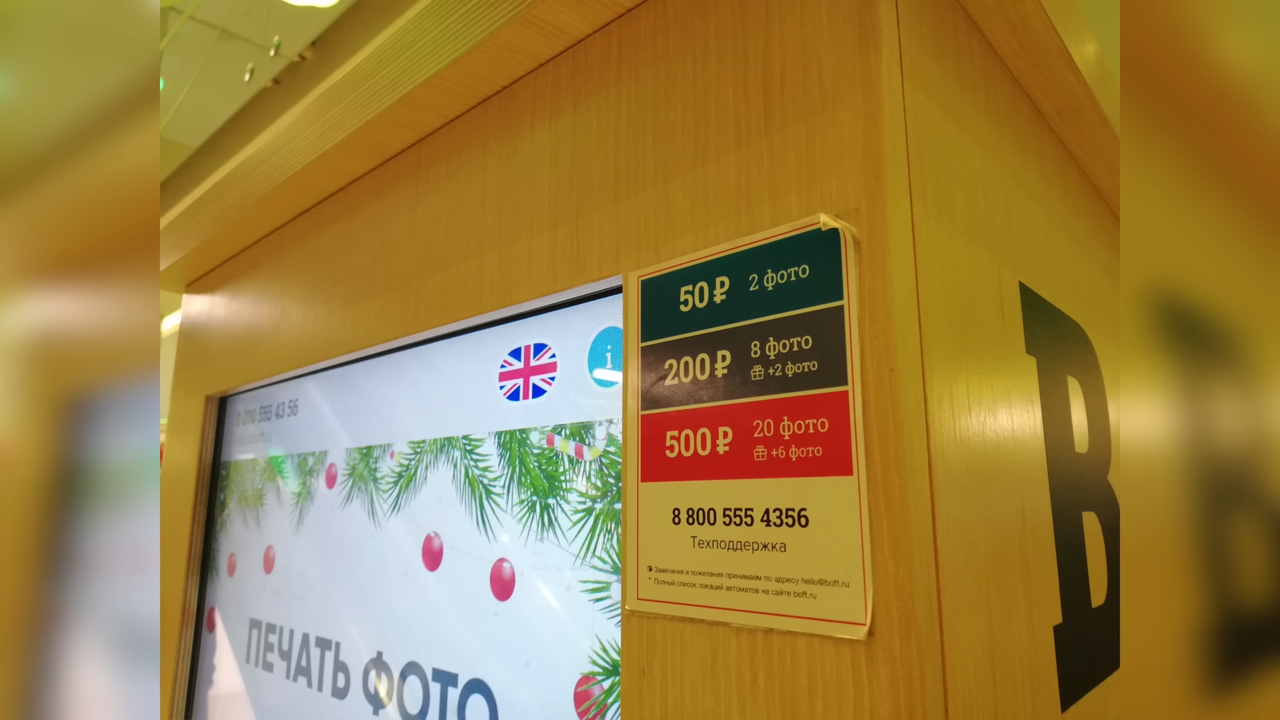 8 800 555 43 56
i
ПЕЧАТЬ ФОТО
50 ₽ 2 фото
200 ₽ 8 фото
+2 фото
500 ₽ 20 фото
+6 фото
8 800 555 4356
Техподдержка
Замечания и пожелания принимаем по адресу hello@boft.ru
* Полный список локаций автоматов на сайте boft.ru
B